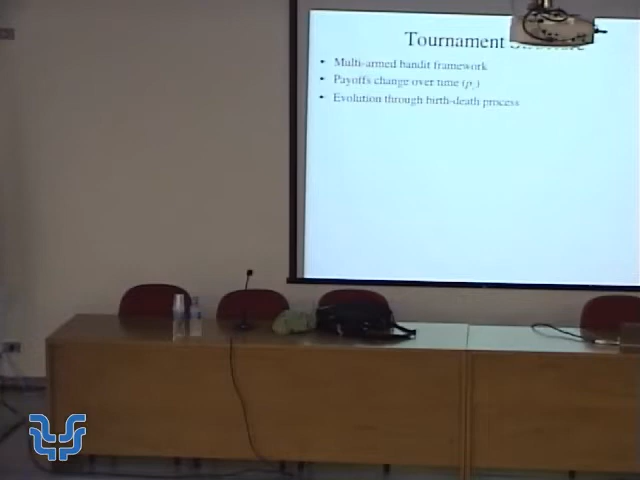 Tournament
• Multi-armed bandit framework
• Payoffs change over time (
• Evolution through birth-death process